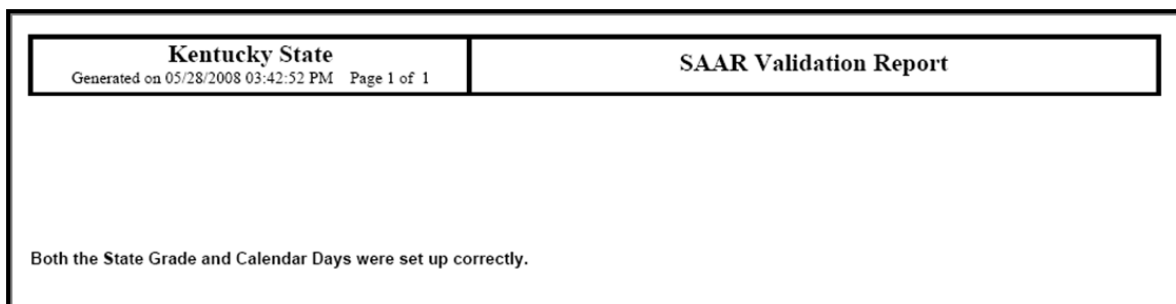 Kentucky State
Generated on 05/28/2008 03:42:52 PM Page 1 of 1
SAAR Validation Report
Both the State Grade and Calendar Days were set up correctly.